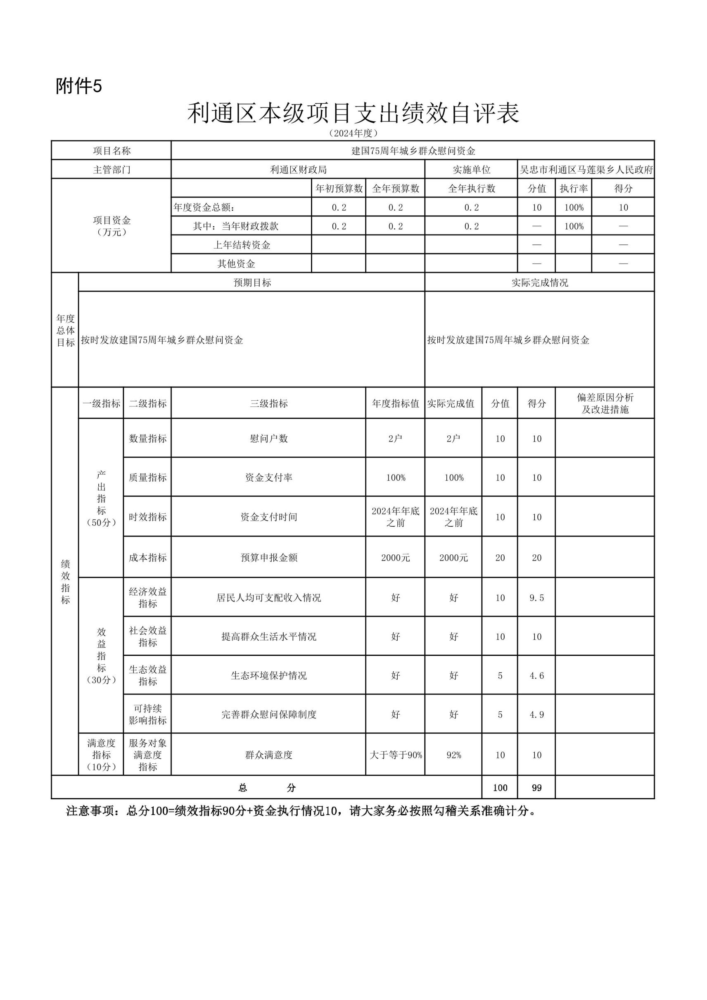 附件5
利通区本级项目支出绩效自评表
（2024年度）
项目名称 建国75周年城乡群众慰问资金
主管部门 利通区财政局 实施单位 吴忠市利通区马莲渠乡人民政府
项目资金
（万元）
年初预算数 全年预算数 全年执行数 分值 执行率 得分
年度资金总额： 0.2 0.2 0.2 10 100% 10
其中：当年财政拨款 0.2 0.2 0.2 — 100% —
上年结转资金 — —
其他资金 — —
年度
总体
目标
预期目标 实际完成情况
按时发放建国75周年城乡群众慰问资金 按时发放建国75周年城乡群众慰问资金
绩
效
指
标
一级指标 二级指标 三级指标 年度指标值 实际完成值 分值 得分 偏差原因分析
及改进措施
产
出
指
标
（50分）
数量指标 慰问户数 2户 2户 10 10
质量指标 资金支付率 100% 100% 10 10
时效指标 资金支付时间 2024年年底
之前 2024年年底
之前 10 10
成本指标 预算申报金额 2000元 2000元 20 20
效
益
指
标
（30分）
经济效益
指标 居民人均可支配收入情况 好 好 10 9.5
社会效益
指标 提高群众生活水平情况 好 好 10 10
生态效益
指标 生态环境保护情况 好 好 5 4.6
可持续
影响指标 完善群众慰问保障制度 好 好 5 4.9
满意度
指标
（10分）
服务对象
满意度
指标 群众满意度 大于等于90% 92% 10 10
总 分 100 99
注意事项：总分100=绩效指标90分+资金执行情况10，请大家务必按照勾稽关系准确计分。